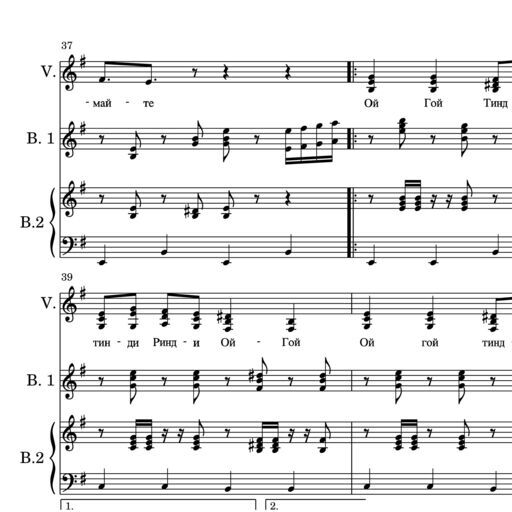 37
V.
- май - те Ой Гой Тинд
B. 1
B.2
39
V.
тин - ди Ринд - и Ой - Гой Ой гой тинд
B. 1
B.2
1. 2.